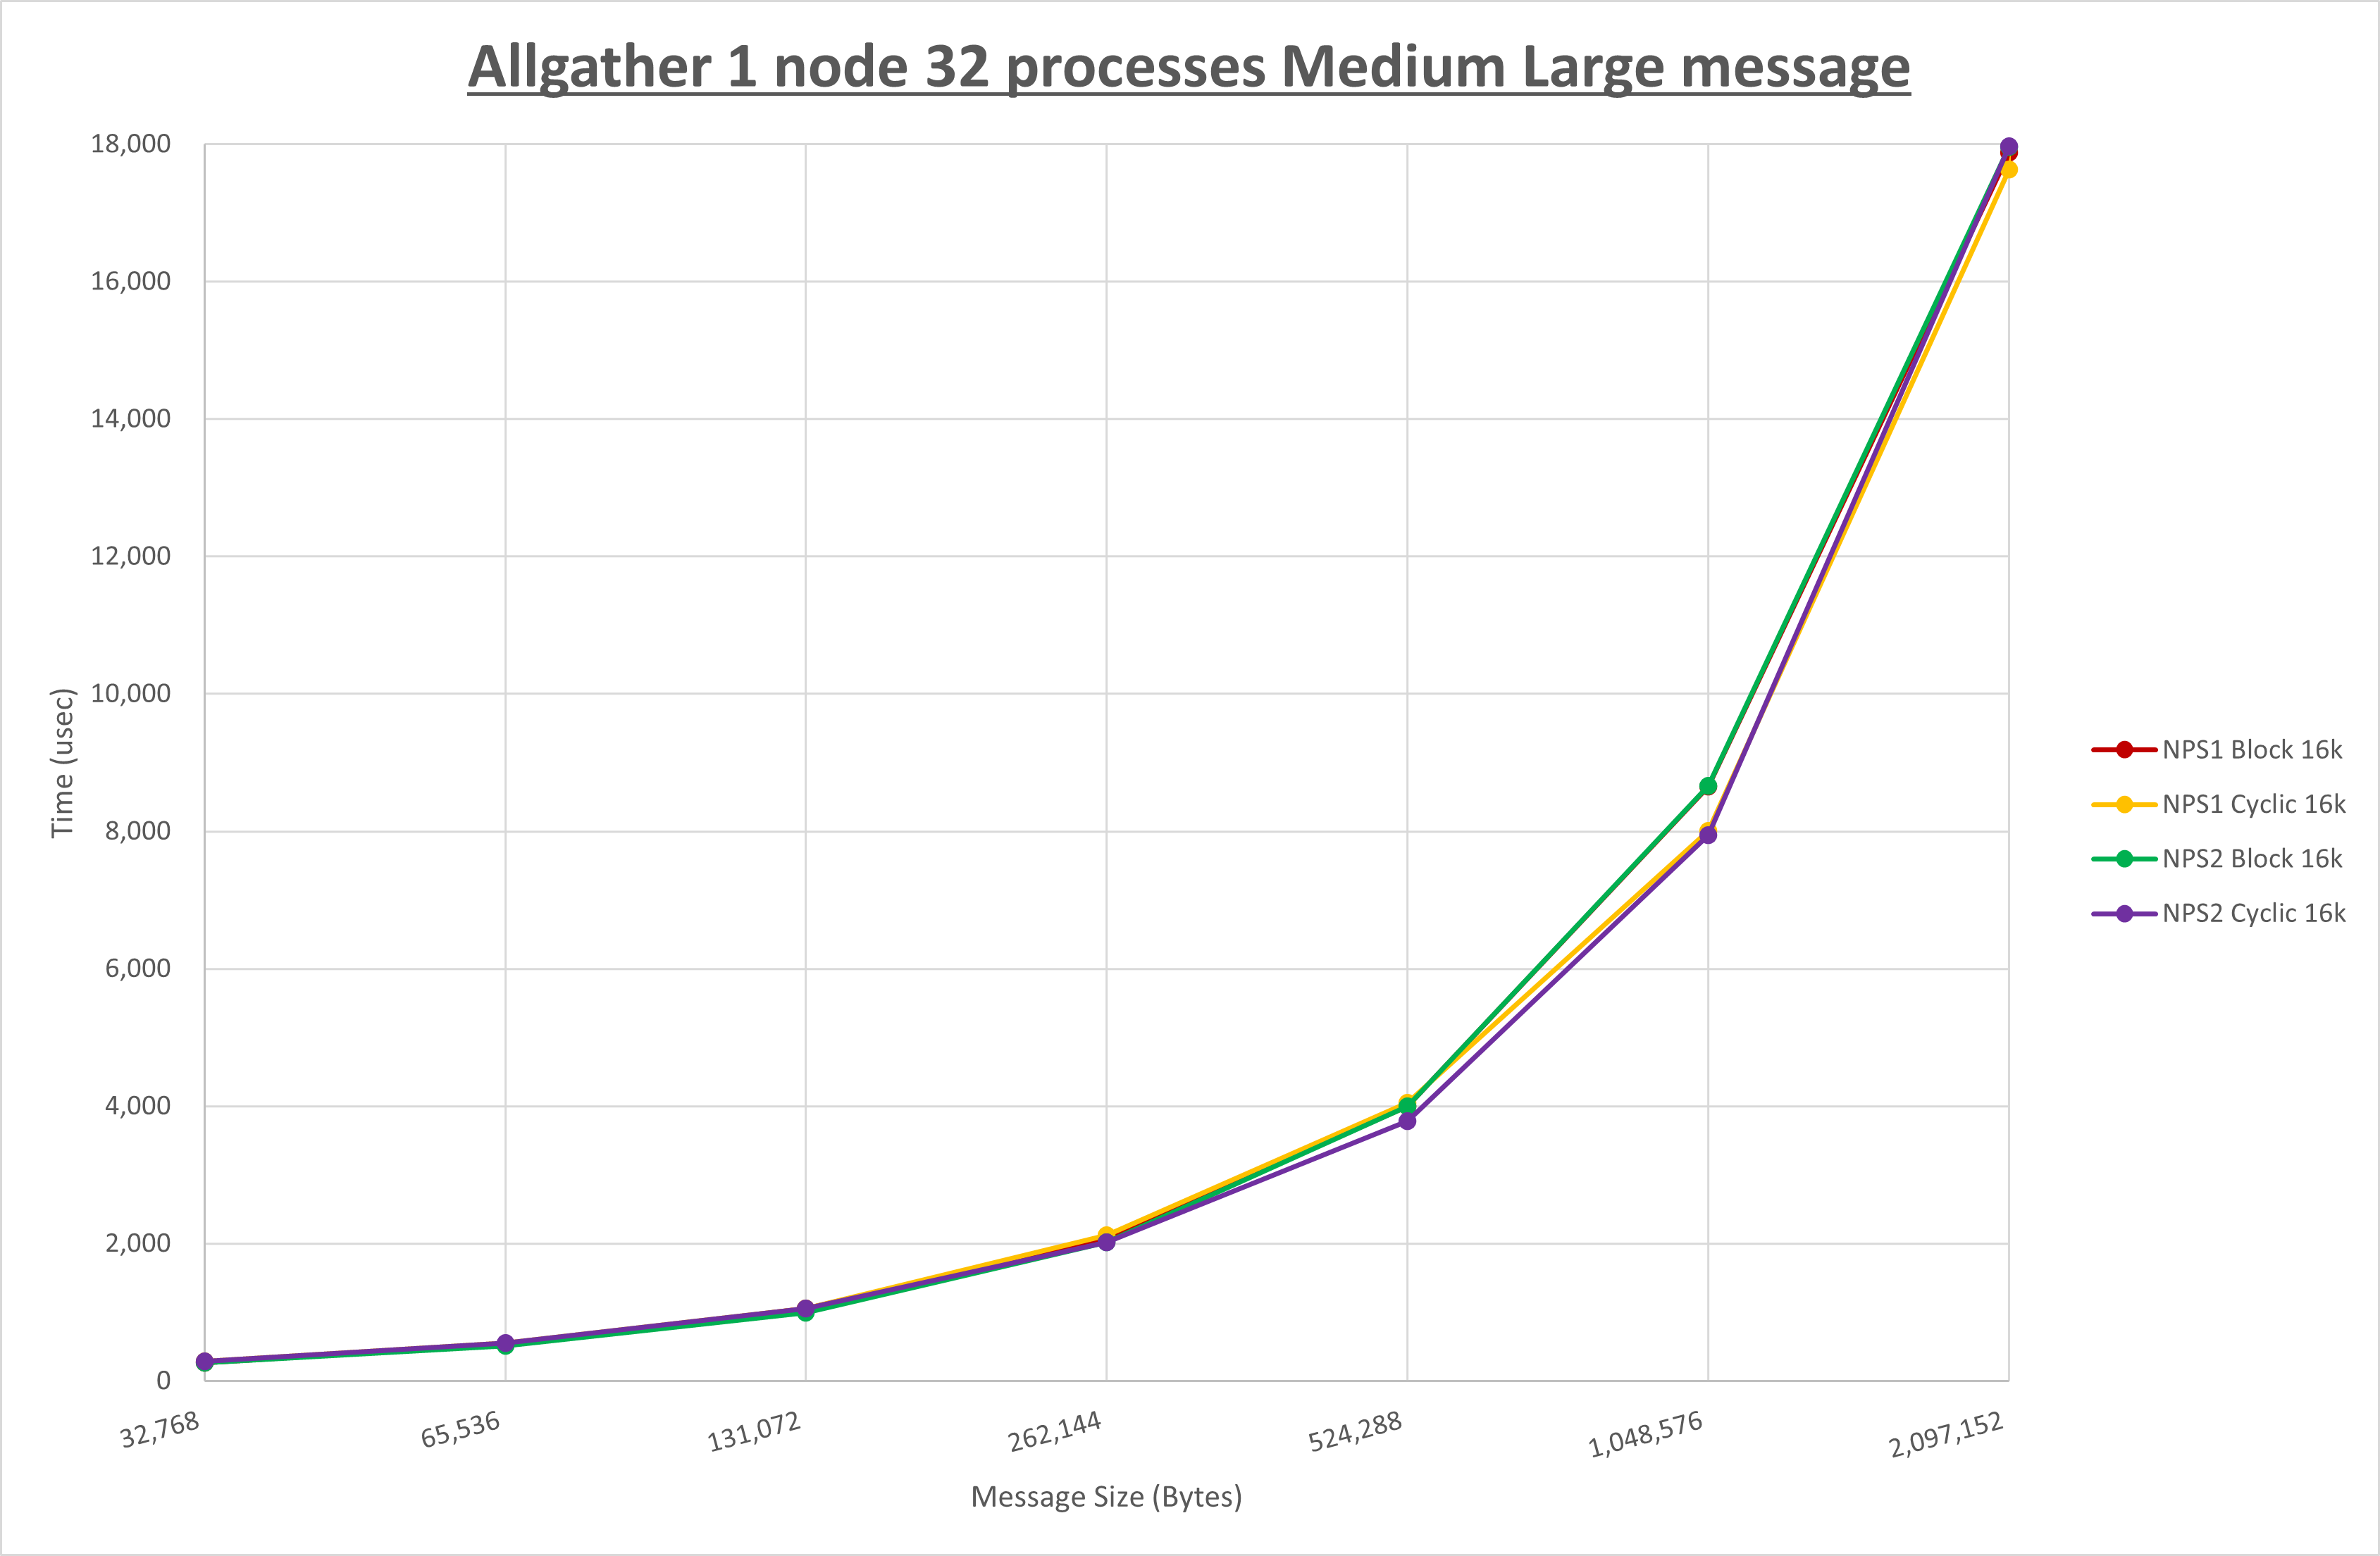 Allgather 1 node 32 processes Medium Large message
18,000
16,000
14,000
12,000
10,000
8,000
6,000
4,000
2,000
0
Time (usec)
32,768
65,536
131,072
262,144
524,288
1,048,576
2,097,152
Message Size (Bytes)
NPS1 Block 16k
NPS1 Cyclic 16k
NPS2 Block 16k
NPS2 Cyclic 16k